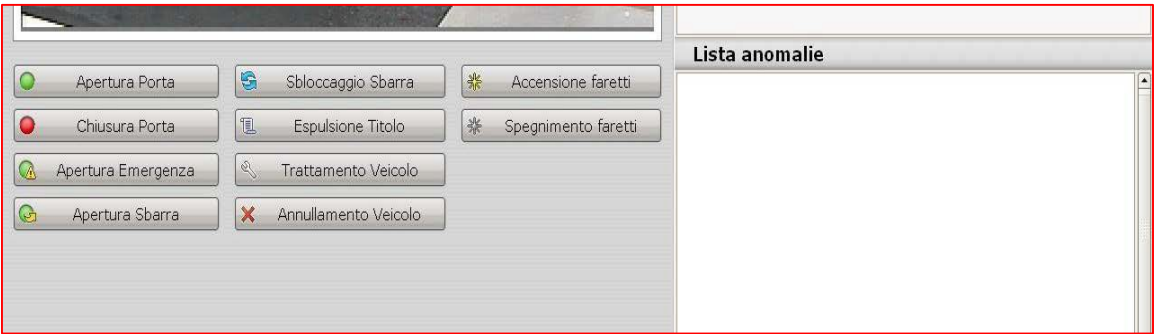 Lista anomalie
Apertura Porta
Sbloccaggio Sbarra
Accensione faretti
Chiusura Porta
Espulsione Titolo
Spegnimento faretti
Apertura Emergenza
Trattamento Veicolo
Apertura Sbarra
Annullamento Veicolo